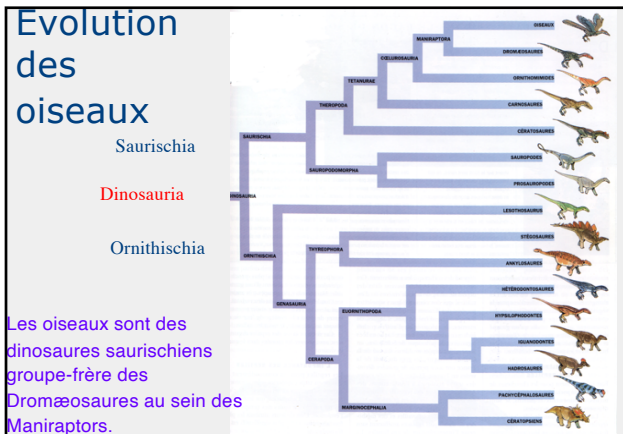 Evolution
des
oiseaux
Saurischia
Dinosauria
Ornithischia
Les oiseaux sont des
dinosaures saurischiens
groupe-frère des
Dromæosaures au sein des
Maniraptors.
OISEAUX
MANIRAPTORA
DROMÆOSAURES
CŒLUROSAURIA
ORNITHOMIMIDES
TETANURAE
CARNOSAURES
THEROPODA
CÉRATOSAURES
SAURISCHIA
SAUROPODES
SAUROPODOMORPHA
PROSAUROPODES
DINOSAURIA
LESOTHOSAURUS
STÉGOSAURES
THYREOPHORA
ORNITHISCHIA
ANKYLOSAURES
HÉTÉRODONTOSAURES
GENASAURIA
EUORNITHOPODA
HYPSILOPHODONTES
IGUANODONTES
CERAPODA
HADROSAURES
PACHYCÉPHALOSAURES
MARGINOCEPHALIA
CÉRATOPSIENS